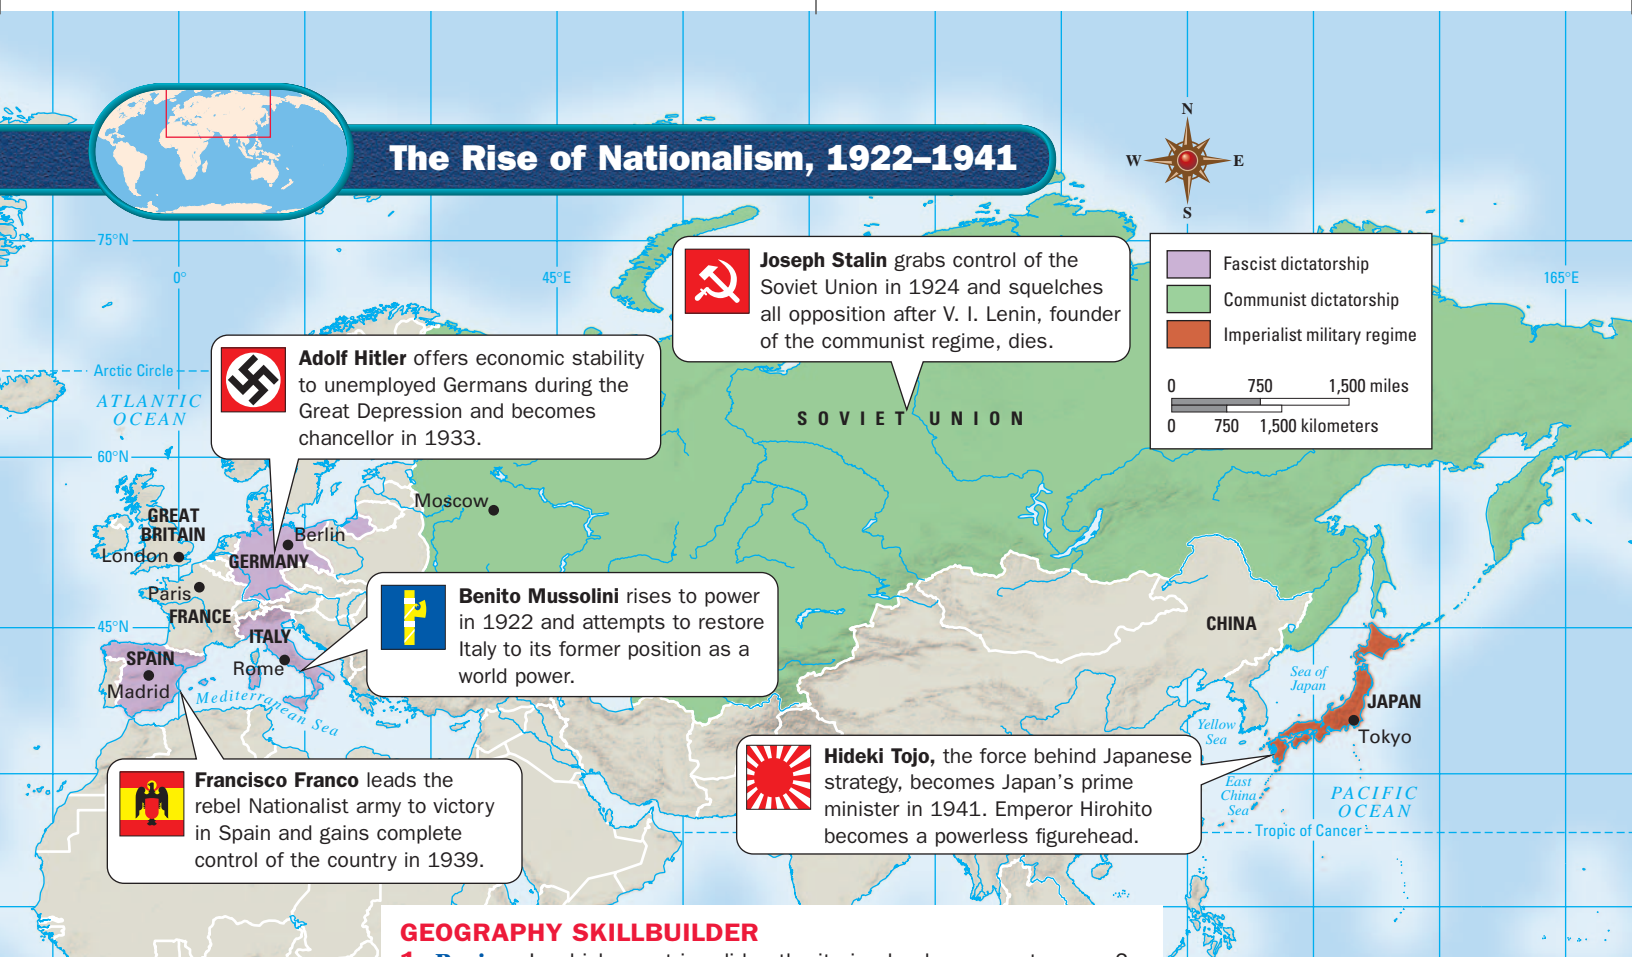 The Rise of Nationalism, 1922–1941
N
W
E
S
75°N
0°
45°E
165°E
Joseph Stalin grabs control of the
Soviet Union in 1924 and squelches
all opposition after V. I. Lenin, founder
of the communist regime, dies.
Fascist dictatorship
Communist dictatorship
Imperialist military regime
0 750 1,500 miles
0 750 1,500 kilometers
Adolf Hitler offers economic stability
to unemployed Germans during the
Great Depression and becomes
chancellor in 1933.
Arctic Circle
ATLANTIC
OCEAN
SOVIET UNION
60°N
Moscow
GREAT
BRITAIN
London
Berlin
GERMANY
Paris
FRANCE
Benito Mussolini rises to power
in 1922 and attempts to restore
Italy to its former position as a
world power.
45°N
ITALY
Rome
SPAIN
Madrid
Mediterranean Sea
CHINA
Sea of
Japan
JAPAN
Tokyo
Yellow
Sea
East
China
Sea
PACIFIC
OCEAN
Tropic of Cancer
Francisco Franco leads the
rebel Nationalist army to victory
in Spain and gains complete
control of the country in 1939.
Hideki Tojo, the force behind Japanese
strategy, becomes Japan's prime
minister in 1941. Emperor Hirohito
becomes a powerless figurehead.
GEOGRAPHY SKILLBUILDER